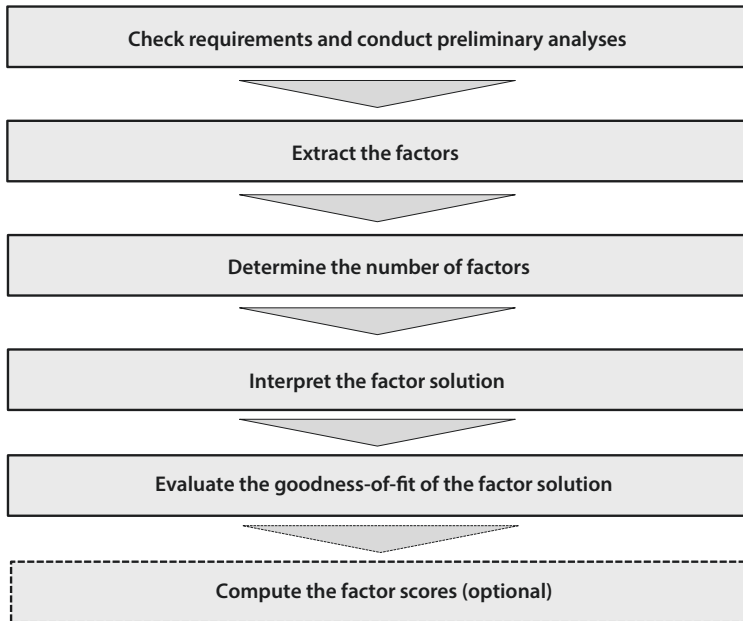 Check requirements and conduct preliminary analyses
Extract the factors
Determine the number of factors
Interpret the factor solution
Evaluate the goodness-of-fit of the factor solution
Compute the factor scores (optional)